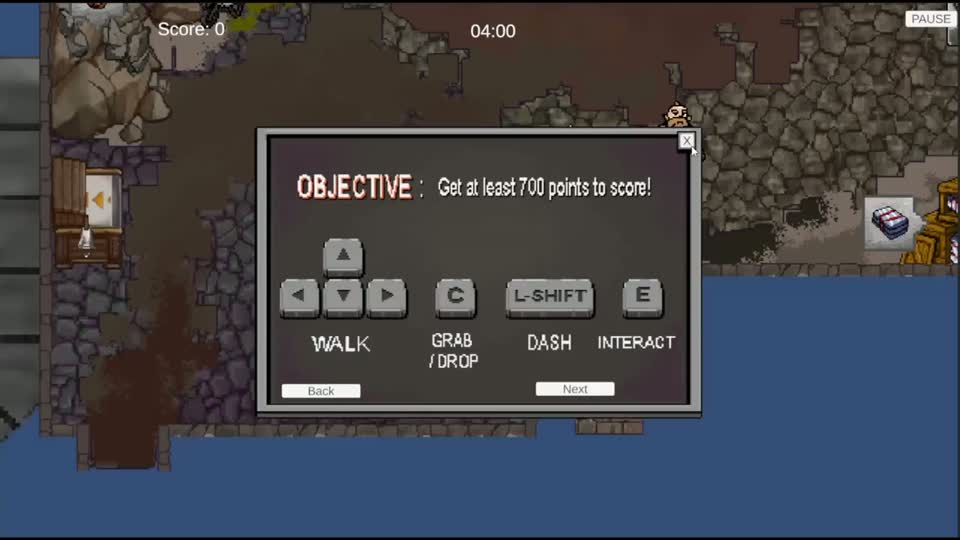 Score: 0
04:00
PAUSE
X
OBJECTIVE : Get at least 700 points to score!
C
L-SHIFT
E
WALK
GRAB
/DROP
DASH
INTERACT
Back
Next